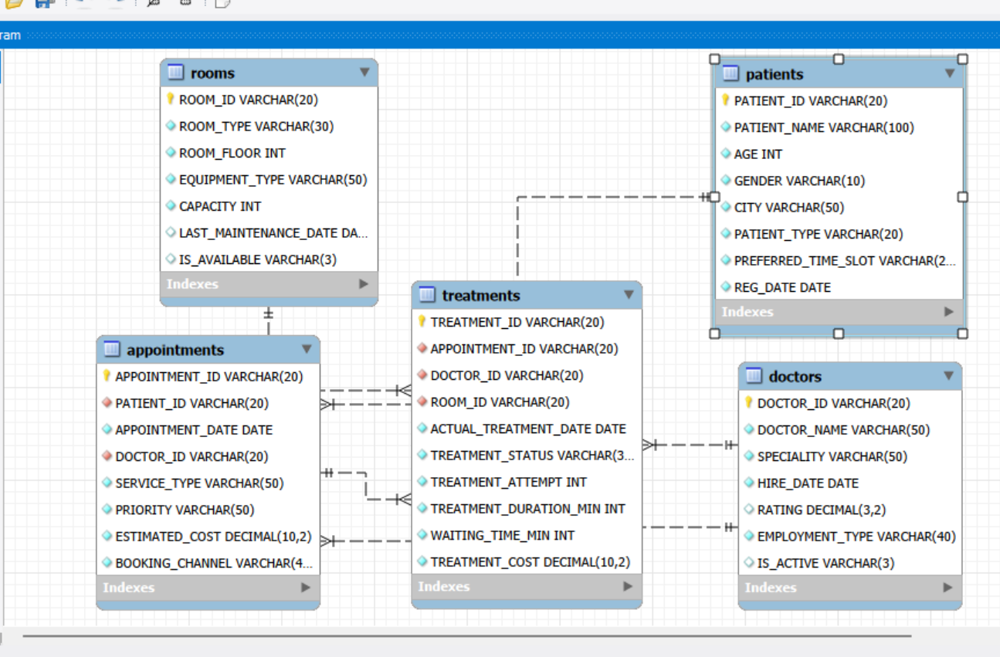 ram
rooms
ROOM_ID VARCHAR(20)
ROOM_TYPE VARCHAR(30)
ROOM_FLOOR INT
EQUIPMENT_TYPE VARCHAR(50)
CAPACITY INT
LAST_MAINTENANCE_DATE DA...
IS_AVAILABLE VARCHAR(3)
Indexes
patients
PATIENT_ID VARCHAR(20)
PATIENT_NAME VARCHAR(100)
AGE INT
GENDER VARCHAR(10)
CITY VARCHAR(50)
PATIENT_TYPE VARCHAR(20)
PREFERRED_TIME_SLOT VARCHAR(2...
REG_DATE DATE
Indexes
treatments
TREATMENT_ID VARCHAR(20)
APPOINTMENT_ID VARCHAR(20)
DOCTOR_ID VARCHAR(20)
ROOM_ID VARCHAR(20)
ACTUAL_TREATMENT_DATE DATE
TREATMENT_STATUS VARCHAR(3...
TREATMENT_ATTEMPT INT
TREATMENT_DURATION_MIN INT
WAITING_TIME_MIN INT
TREATMENT_COST DECIMAL(10,2)
Indexes
appointments
APPOINTMENT_ID VARCHAR(20)
PATIENT_ID VARCHAR(20)
APPOINTMENT_DATE DATE
DOCTOR_ID VARCHAR(20)
SERVICE_TYPE VARCHAR(50)
PRIORITY VARCHAR(50)
ESTIMATED_COST DECIMAL(10,2)
BOOKING_CHANNEL VARCHAR(4...
Indexes
doctors
DOCTOR_ID VARCHAR(20)
DOCTOR_NAME VARCHAR(50)
SPECIALITY VARCHAR(50)
HIRE_DATE DATE
RATING DECIMAL(3,2)
EMPLOYMENT_TYPE VARCHAR(40)
IS_ACTIVE VARCHAR(3)
Indexes